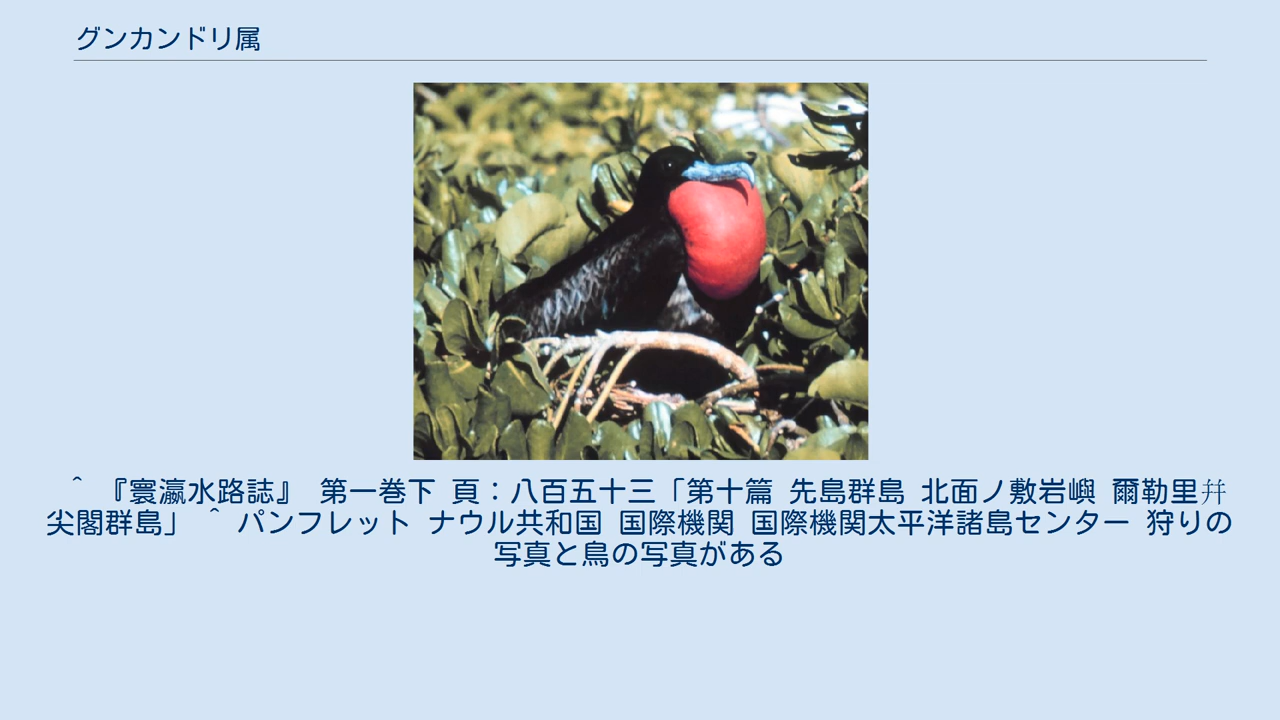 グンカンドリ属
^ 『寰瀛水路誌』 第一巻下 頁：八百五十三「第十篇 先島群島 北面ノ敷岩嶼 爾勒里幷
尖閣群島」 ^ パンフレット ナウル共和国 国際機関 国際機関太平洋諸島センター 狩りの
写真と鳥の写真がある